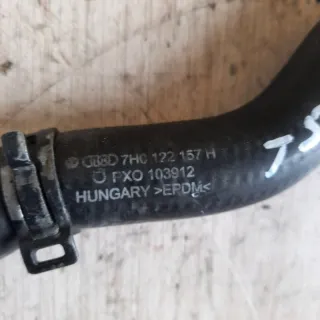 7H0 122 157 H
PXO 103912
HUNGARY >EPDM<